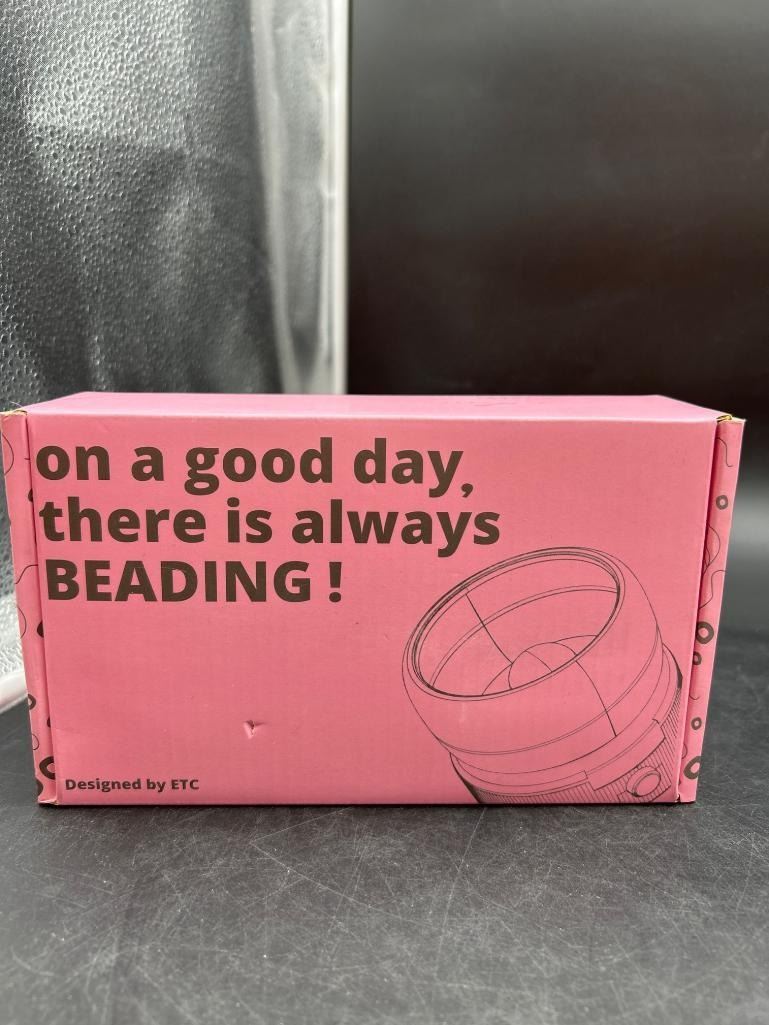 on a good day,
there is always
BEADING !
Designed by ETC